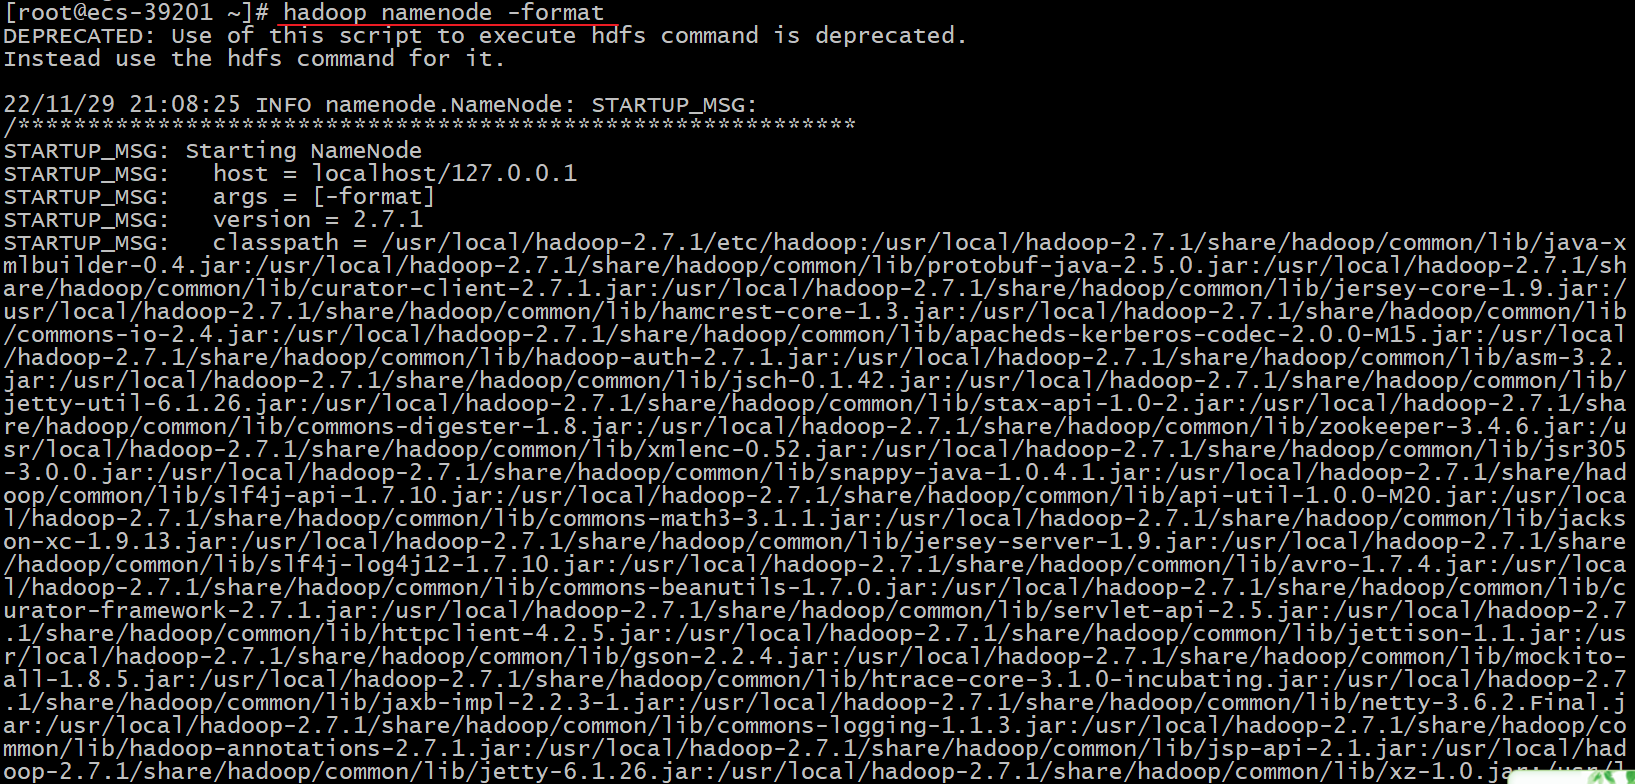 [root@ecs-39201 ~]# hadoop namenode -format
DEPRECATED: Use of this script to execute hdfs command is deprecated.
Instead use the hdfs command for it.
22/11/29 21:08:25 INFO namenode.NameNode: STARTUP_MSG:
/************************************************************
STARTUP_MSG: Starting NameNode
STARTUP_MSG:   host = localhost/127.0.0.1
STARTUP_MSG:   args = [-format]
STARTUP_MSG:   version = 2.7.1
STARTUP_MSG:   classpath = /usr/local/hadoop-2.7.1/etc/hadoop:/usr/local/hadoop-2.7.1/share/hadoop/common/lib/java-x
mlbuilder-0.4.jar:/usr/local/hadoop-2.7.1/share/hadoop/common/lib/protobuf-java-2.5.0.jar:/usr/local/hadoop-2.7.1/sh
are/hadoop/common/lib/curator-client-2.7.1.jar:/usr/local/hadoop-2.7.1/share/hadoop/common/lib/jersey-core-1.9.jar:/
usr/local/hadoop-2.7.1/share/hadoop/common/lib/hamcrest-core-1.3.jar:/usr/local/hadoop-2.7.1/share/hadoop/common/lib
/commons-io-2.4.jar:/usr/local/hadoop-2.7.1/share/hadoop/common/lib/apacheds-kerberos-codec-2.0.0-M15.jar:/usr/local
/hadoop-2.7.1/share/hadoop/common/lib/hadoop-auth-2.7.1.jar:/usr/local/hadoop-2.7.1/share/hadoop/common/lib/asm-3.2.
jar:/usr/local/hadoop-2.7.1/share/hadoop/common/lib/jsch-0.1.42.jar:/usr/local/hadoop-2.7.1/share/hadoop/common/lib/
jetty-util-6.1.26.jar:/usr/local/hadoop-2.7.1/share/hadoop/common/lib/stax-api-1.0-2.jar:/usr/local/hadoop-2.7.1/sha
re/hadoop/common/lib/commons-digester-1.8.jar:/usr/local/hadoop-2.7.1/share/hadoop/common/lib/zookeeper-3.4.6.jar:/u
sr/local/hadoop-2.7.1/share/hadoop/common/lib/xmlenc-0.52.jar:/usr/local/hadoop-2.7.1/share/hadoop/common/lib/jsr305
-3.0.0.jar:/usr/local/hadoop-2.7.1/share/hadoop/common/lib/snappy-java-1.0.4.1.jar:/usr/local/hadoop-2.7.1/share/had
oop/common/lib/slf4j-api-1.7.10.jar:/usr/local/hadoop-2.7.1/share/hadoop/common/lib/api-util-1.0.0-M20.jar:/usr/loca
l/hadoop-2.7.1/share/hadoop/common/lib/commons-math3-3.1.1.jar:/usr/local/hadoop-2.7.1/share/hadoop/common/lib/jacks
on-xc-1.9.13.jar:/usr/local/hadoop-2.7.1/share/hadoop/common/lib/jersey-server-1.9.jar:/usr/local/hadoop-2.7.1/share
/hadoop/common/lib/slf4j-log4j12-1.7.10.jar:/usr/local/hadoop-2.7.1/share/hadoop/common/lib/avro-1.7.4.jar:/usr/loca
l/hadoop-2.7.1/share/hadoop/common/lib/commons-beanutils-1.7.0.jar:/usr/local/hadoop-2.7.1/share/hadoop/common/lib/c
urator-framework-2.7.1.jar:/usr/local/hadoop-2.7.1/share/hadoop/common/lib/servlet-api-2.5.jar:/usr/local/hadoop-2.7
.1/share/hadoop/common/lib/httpclient-4.2.5.jar:/usr/local/hadoop-2.7.1/share/hadoop/common/lib/jettison-1.1.jar:/us
r/local/hadoop-2.7.1/share/hadoop/common/lib/gson-2.2.4.jar:/usr/local/hadoop-2.7.1/share/hadoop/common/lib/mockito-
all-1.8.5.jar:/usr/local/hadoop-2.7.1/share/hadoop/common/lib/htrace-core-3.1.0-incubating.jar:/usr/local/hadoop-2.7
.1/share/hadoop/common/lib/jaxb-impl-2.2.3-1.jar:/usr/local/hadoop-2.7.1/share/hadoop/common/lib/netty-3.6.2.Final.j
ar:/usr/local/hadoop-2.7.1/share/hadoop/common/lib/commons-logging-1.1.3.jar:/usr/local/hadoop-2.7.1/share/hadoop/co
mmon/lib/hadoop-annotations-2.7.1.jar:/usr/local/hadoop-2.7.1/share/hadoop/common/lib/jsp-api-2.1.jar:/usr/local/had
oop-2.7.1/share/hadoop/common/lib/jetty-6.1.26.jar:/usr/local/hadoop-2.7.1/share/hadoop/common/lib/xz-1.0.jar:/usr/l